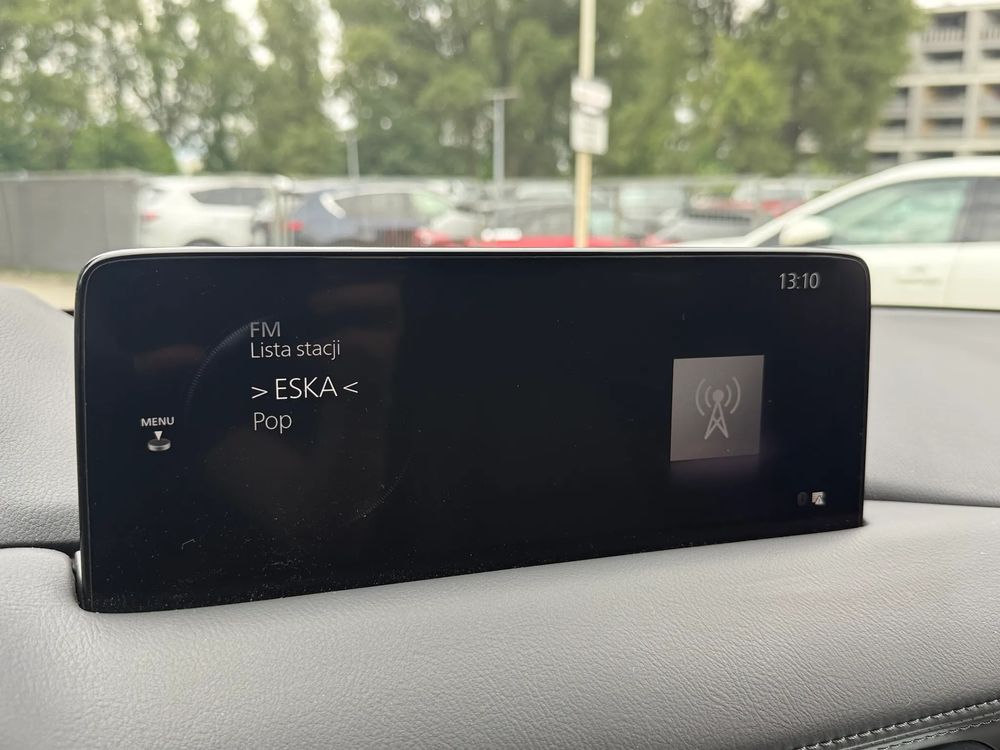 13:10
FM
Lista stacji
> ESKA <
Pop
MENU